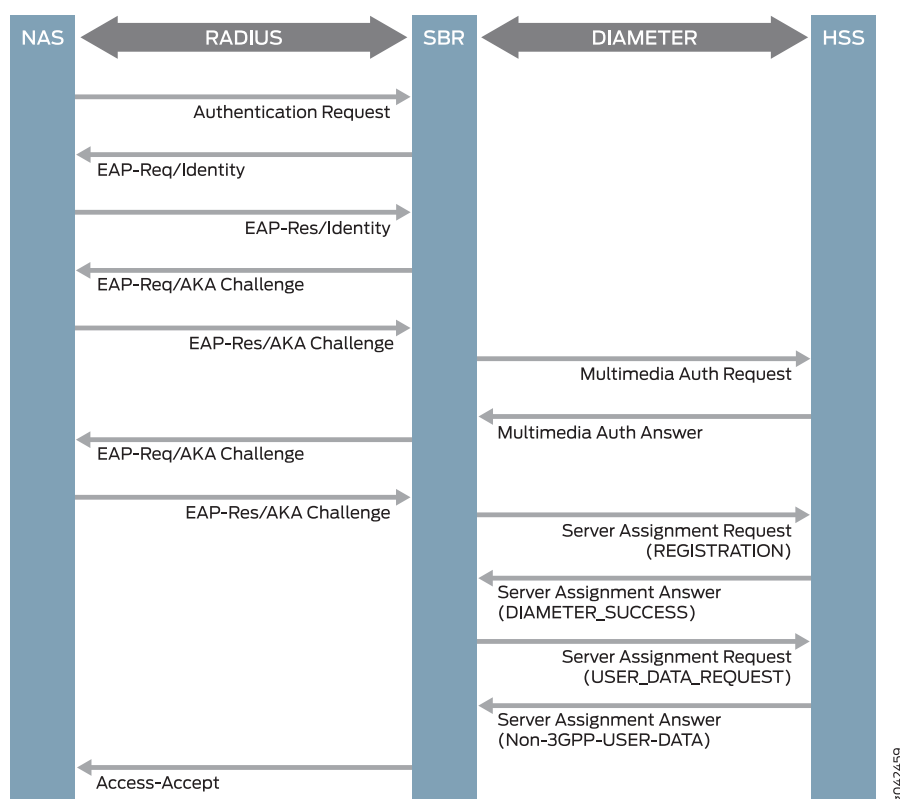 NAS
RADIUS
SBR
DIAMETER
HSS
Authentication Request
EAP-Req/Identity
EAP-Res/Identity
EAP-Req/AKA Challenge
EAP-Res/AKA Challenge
Multimedia Auth Request
Multimedia Auth Answer
EAP-Req/AKA Challenge
EAP-Res/AKA Challenge
Server Assignment Request
(REGISTRATION)
Server Assignment Answer
(DIAMETER_SUCCESS)
Server Assignment Request
(USER_DATA_REQUEST)
Server Assignment Answer
(Non-3GPP-USER-DATA)
Access-Accept
g042459